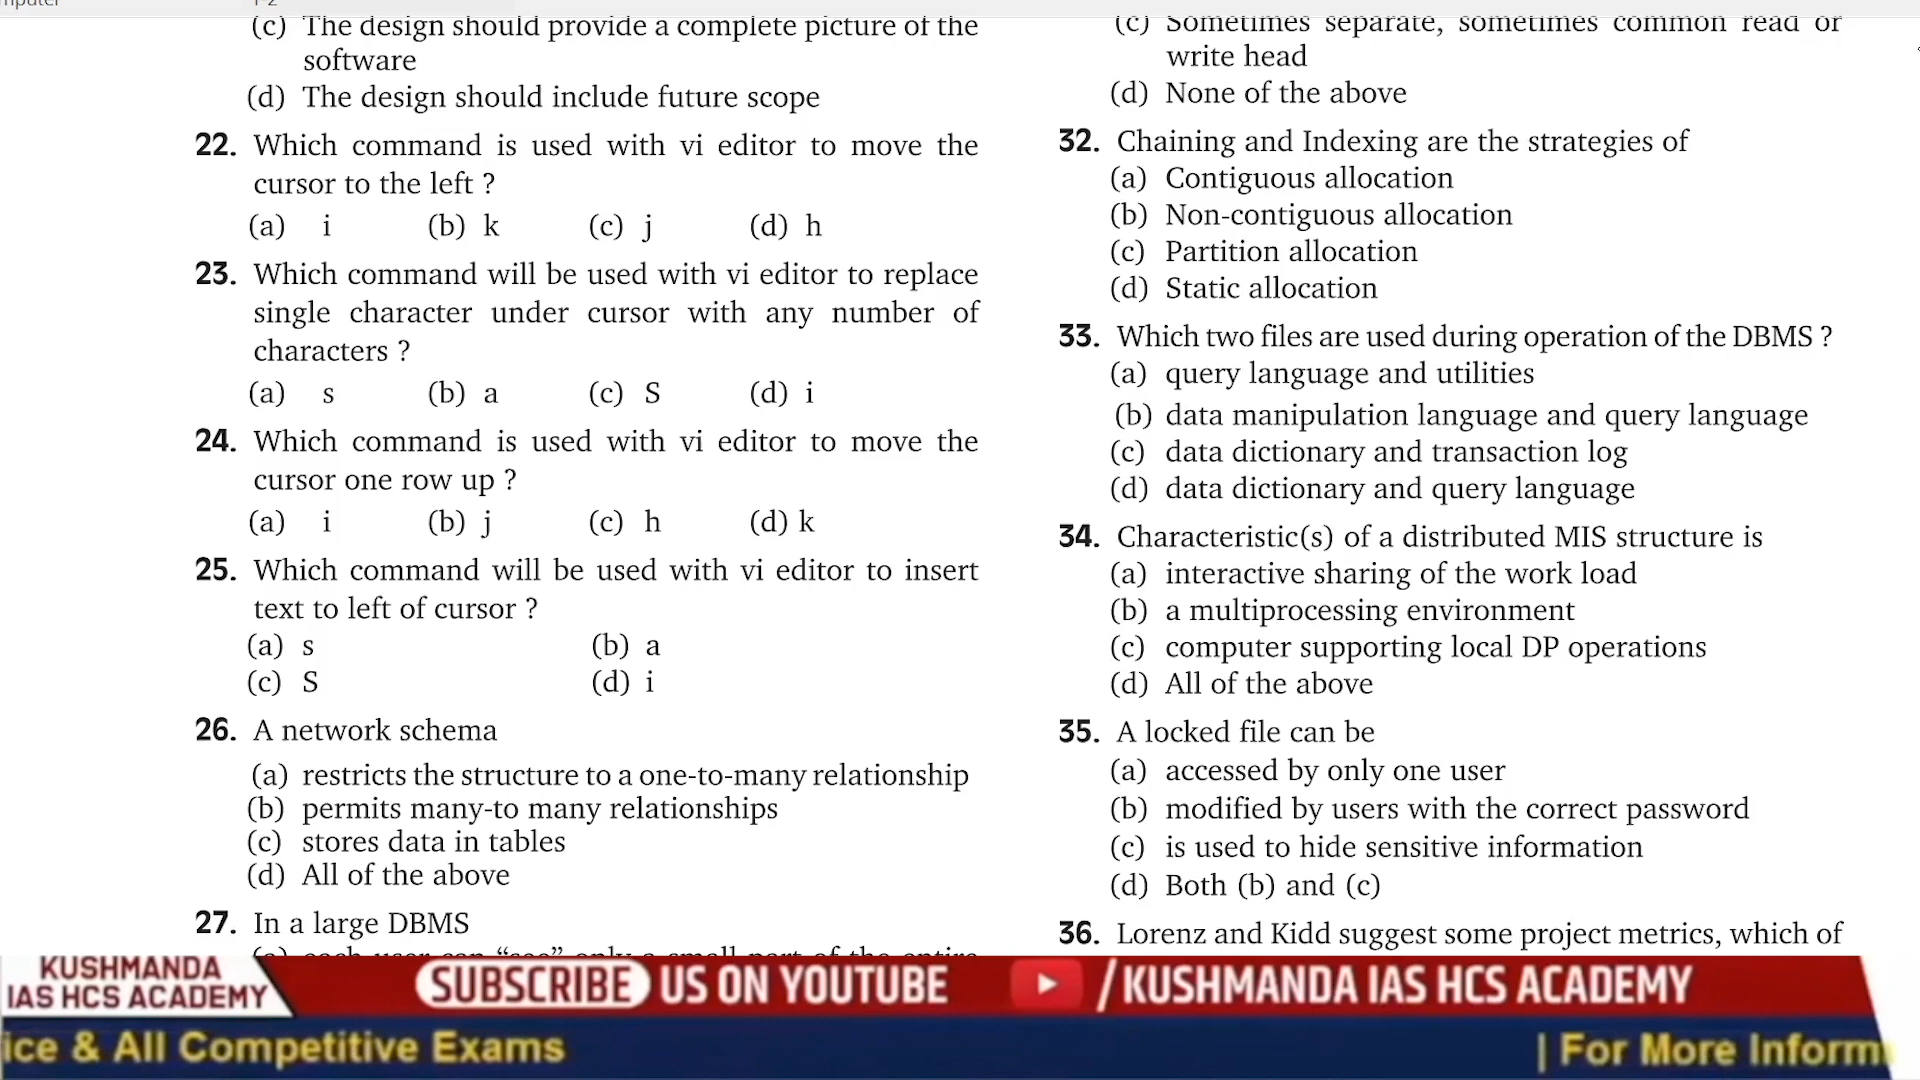 (c) The design should provide a complete picture of the
software
(d) The design should include future scope
22. Which command is used with vi editor to move the
cursor to the left ?
(a) i (b) k (c) j (d) h
23. Which command will be used with vi editor to replace
single character under cursor with any number of
characters ?
(a) s (b) a (c) S (d) i
24. Which command is used with vi editor to move the
cursor one row up ?
(a) i (b) j (c) h (d) k
25. Which command will be used with vi editor to insert
text to left of cursor ?
(a) s (b) a
(c) S (d) i
26. A network schema
(a) restricts the structure to a one-to-many relationship
(b) permits many-to many relationships
(c) stores data in tables
(d) All of the above
27. In a large DBMS
(a) each user can “see” only a small part of the entire
(c) Sometimes separate, sometimes common read or
write head
(d) None of the above
32. Chaining and Indexing are the strategies of
(a) Contiguous allocation
(b) Non-contiguous allocation
(c) Partition allocation
(d) Static allocation
33. Which two files are used during operation of the DBMS ?
(a) query language and utilities
(b) data manipulation language and query language
(c) data dictionary and transaction log
(d) data dictionary and query language
34. Characteristic(s) of a distributed MIS structure is
(a) interactive sharing of the work load
(b) a multiprocessing environment
(c) computer supporting local DP operations
(d) All of the above
35. A locked file can be
(a) accessed by only one user
(b) modified by users with the correct password
(c) is used to hide sensitive information
(d) Both (b) and (c)
36. Lorenz and Kidd suggest some project metrics, which of
KUSHMANDA
IAS HCS ACADEMY
SUBSCRIBE US ON YOUTUBE /KUSHMANDA IAS HCS ACADEMY
ice & All Competitive Exams | For More Inform